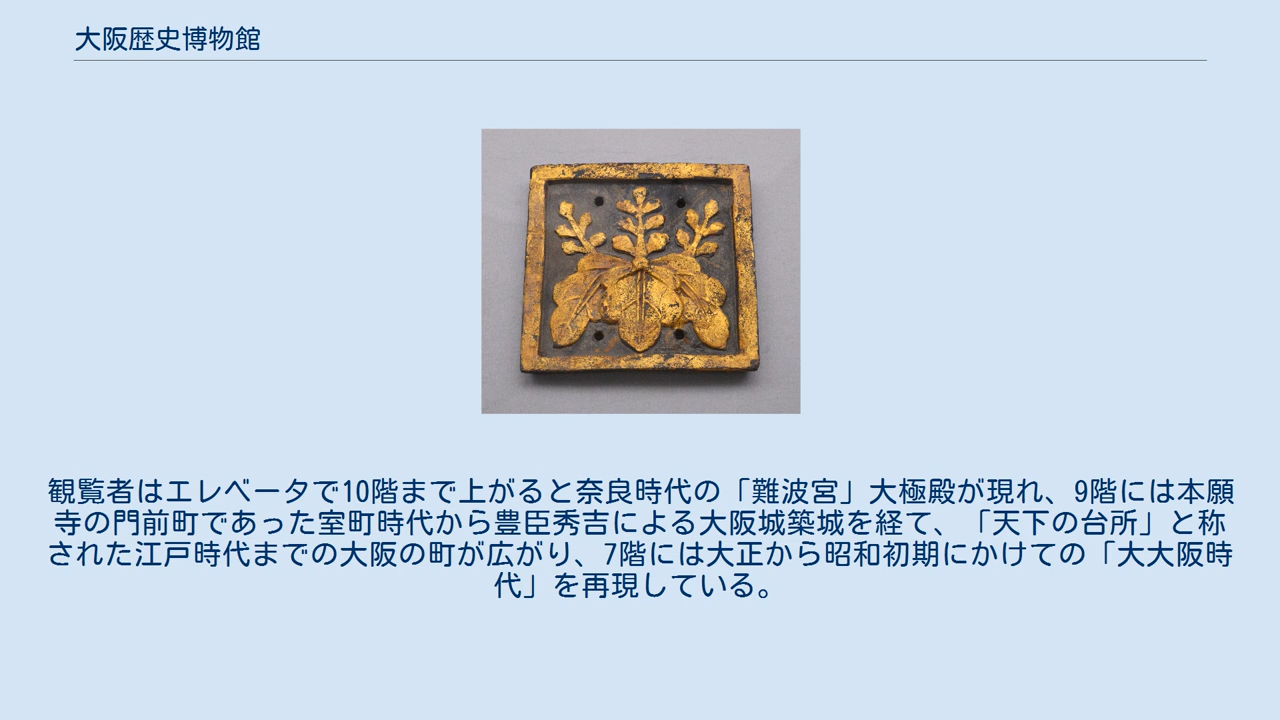 大阪歴史博物館
観覧者はエレベータで10階まで上がると奈良時代の「難波宮」大極殿が現れ、9階には本願
寺の門前町であった室町時代から豊臣秀吉による大阪城築城を経て、「天下の台所」と称
された江戸時代までの大阪の町が広がり、7階には大正から昭和初期にかけての「大大阪時
代」を再現している。